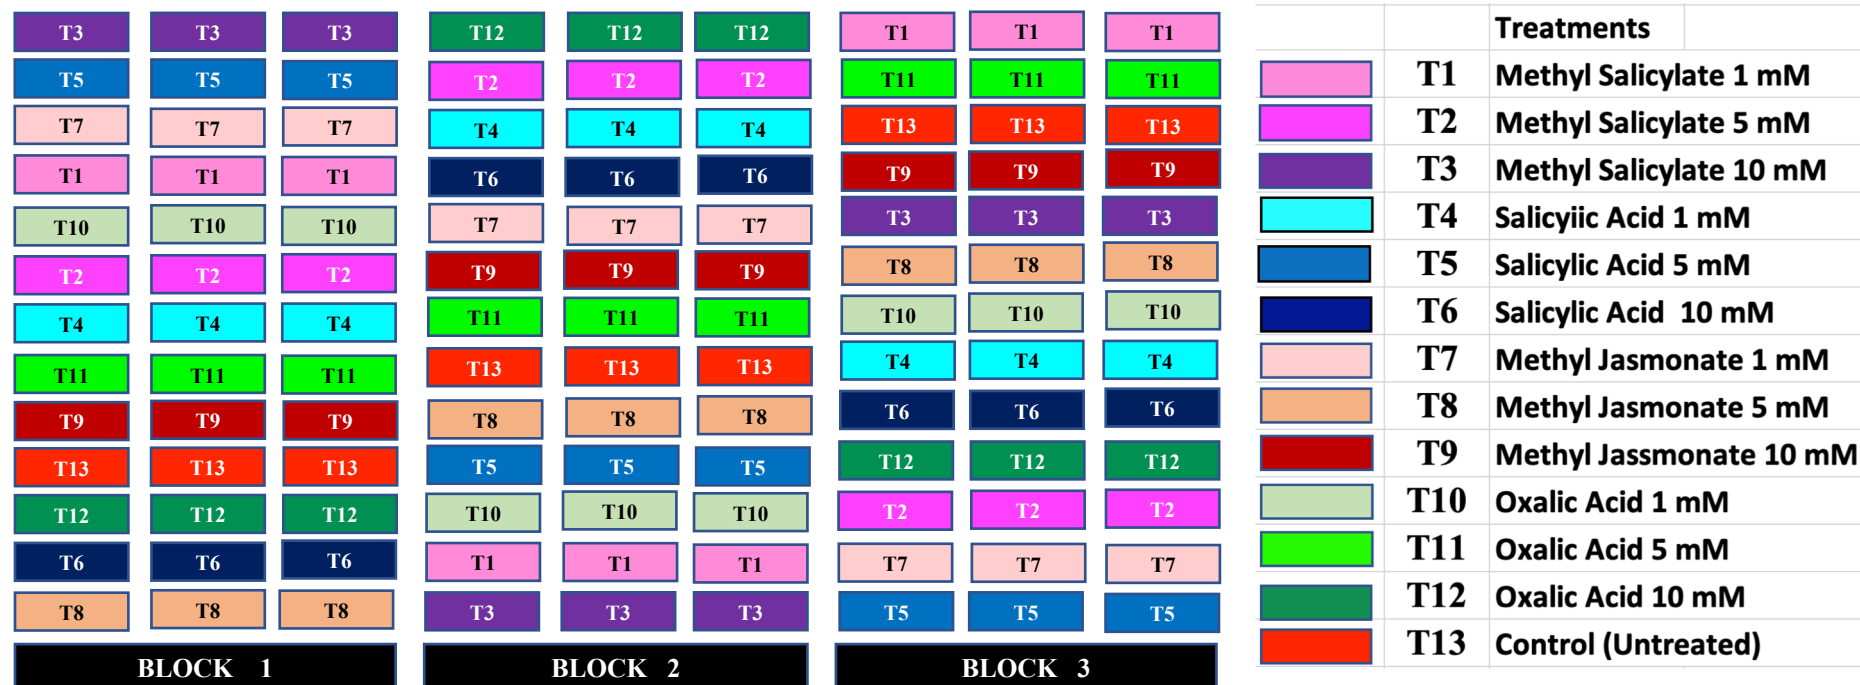 T3 T3 T3 T12 T12 T12 T1 T1 T1 Treatments
T5 T5 T5 T2 T2 T2 T11 T11 T11 T1 Methyl Salicylate 1 mM
T7 T7 T7 T4 T4 T4 T13 T13 T13 T2 Methyl Salicylate 5 mM
T1 T1 T1 T6 T6 T6 T9 T9 T9 T3 Methyl Salicylate 10 mM
T10 T10 T10 T7 T7 T7 T3 T3 T3 T4 Salicyiic Acid 1 mM
T2 T2 T2 T9 T9 T9 T8 T8 T8 T5 Salicylic Acid 5 mM
T4 T4 T4 T11 T11 T11 T10 T10 T10 T6 Salicylic Acid 10 mM
T11 T11 T11 T13 T13 T13 T4 T4 T4 T7 Methyl Jasmonate 1 mM
T9 T9 T9 T8 T8 T8 T6 T6 T6 T8 Methyl Jasmonate 5 mM
T13 T13 T13 T5 T5 T5 T12 T12 T12 T9 Methyl Jassmonate 10 mM
T12 T12 T12 T10 T10 T10 T2 T2 T2 T10 Oxalic Acid 1 mM
T6 T6 T6 T1 T1 T1 T7 T7 T7 T11 Oxalic Acid 5 mM
T8 T8 T8 T3 T3 T3 T5 T5 T5 T12 Oxalic Acid 10 mM
BLOCK 1 BLOCK 2 BLOCK 3 T13 Control (Untreated)